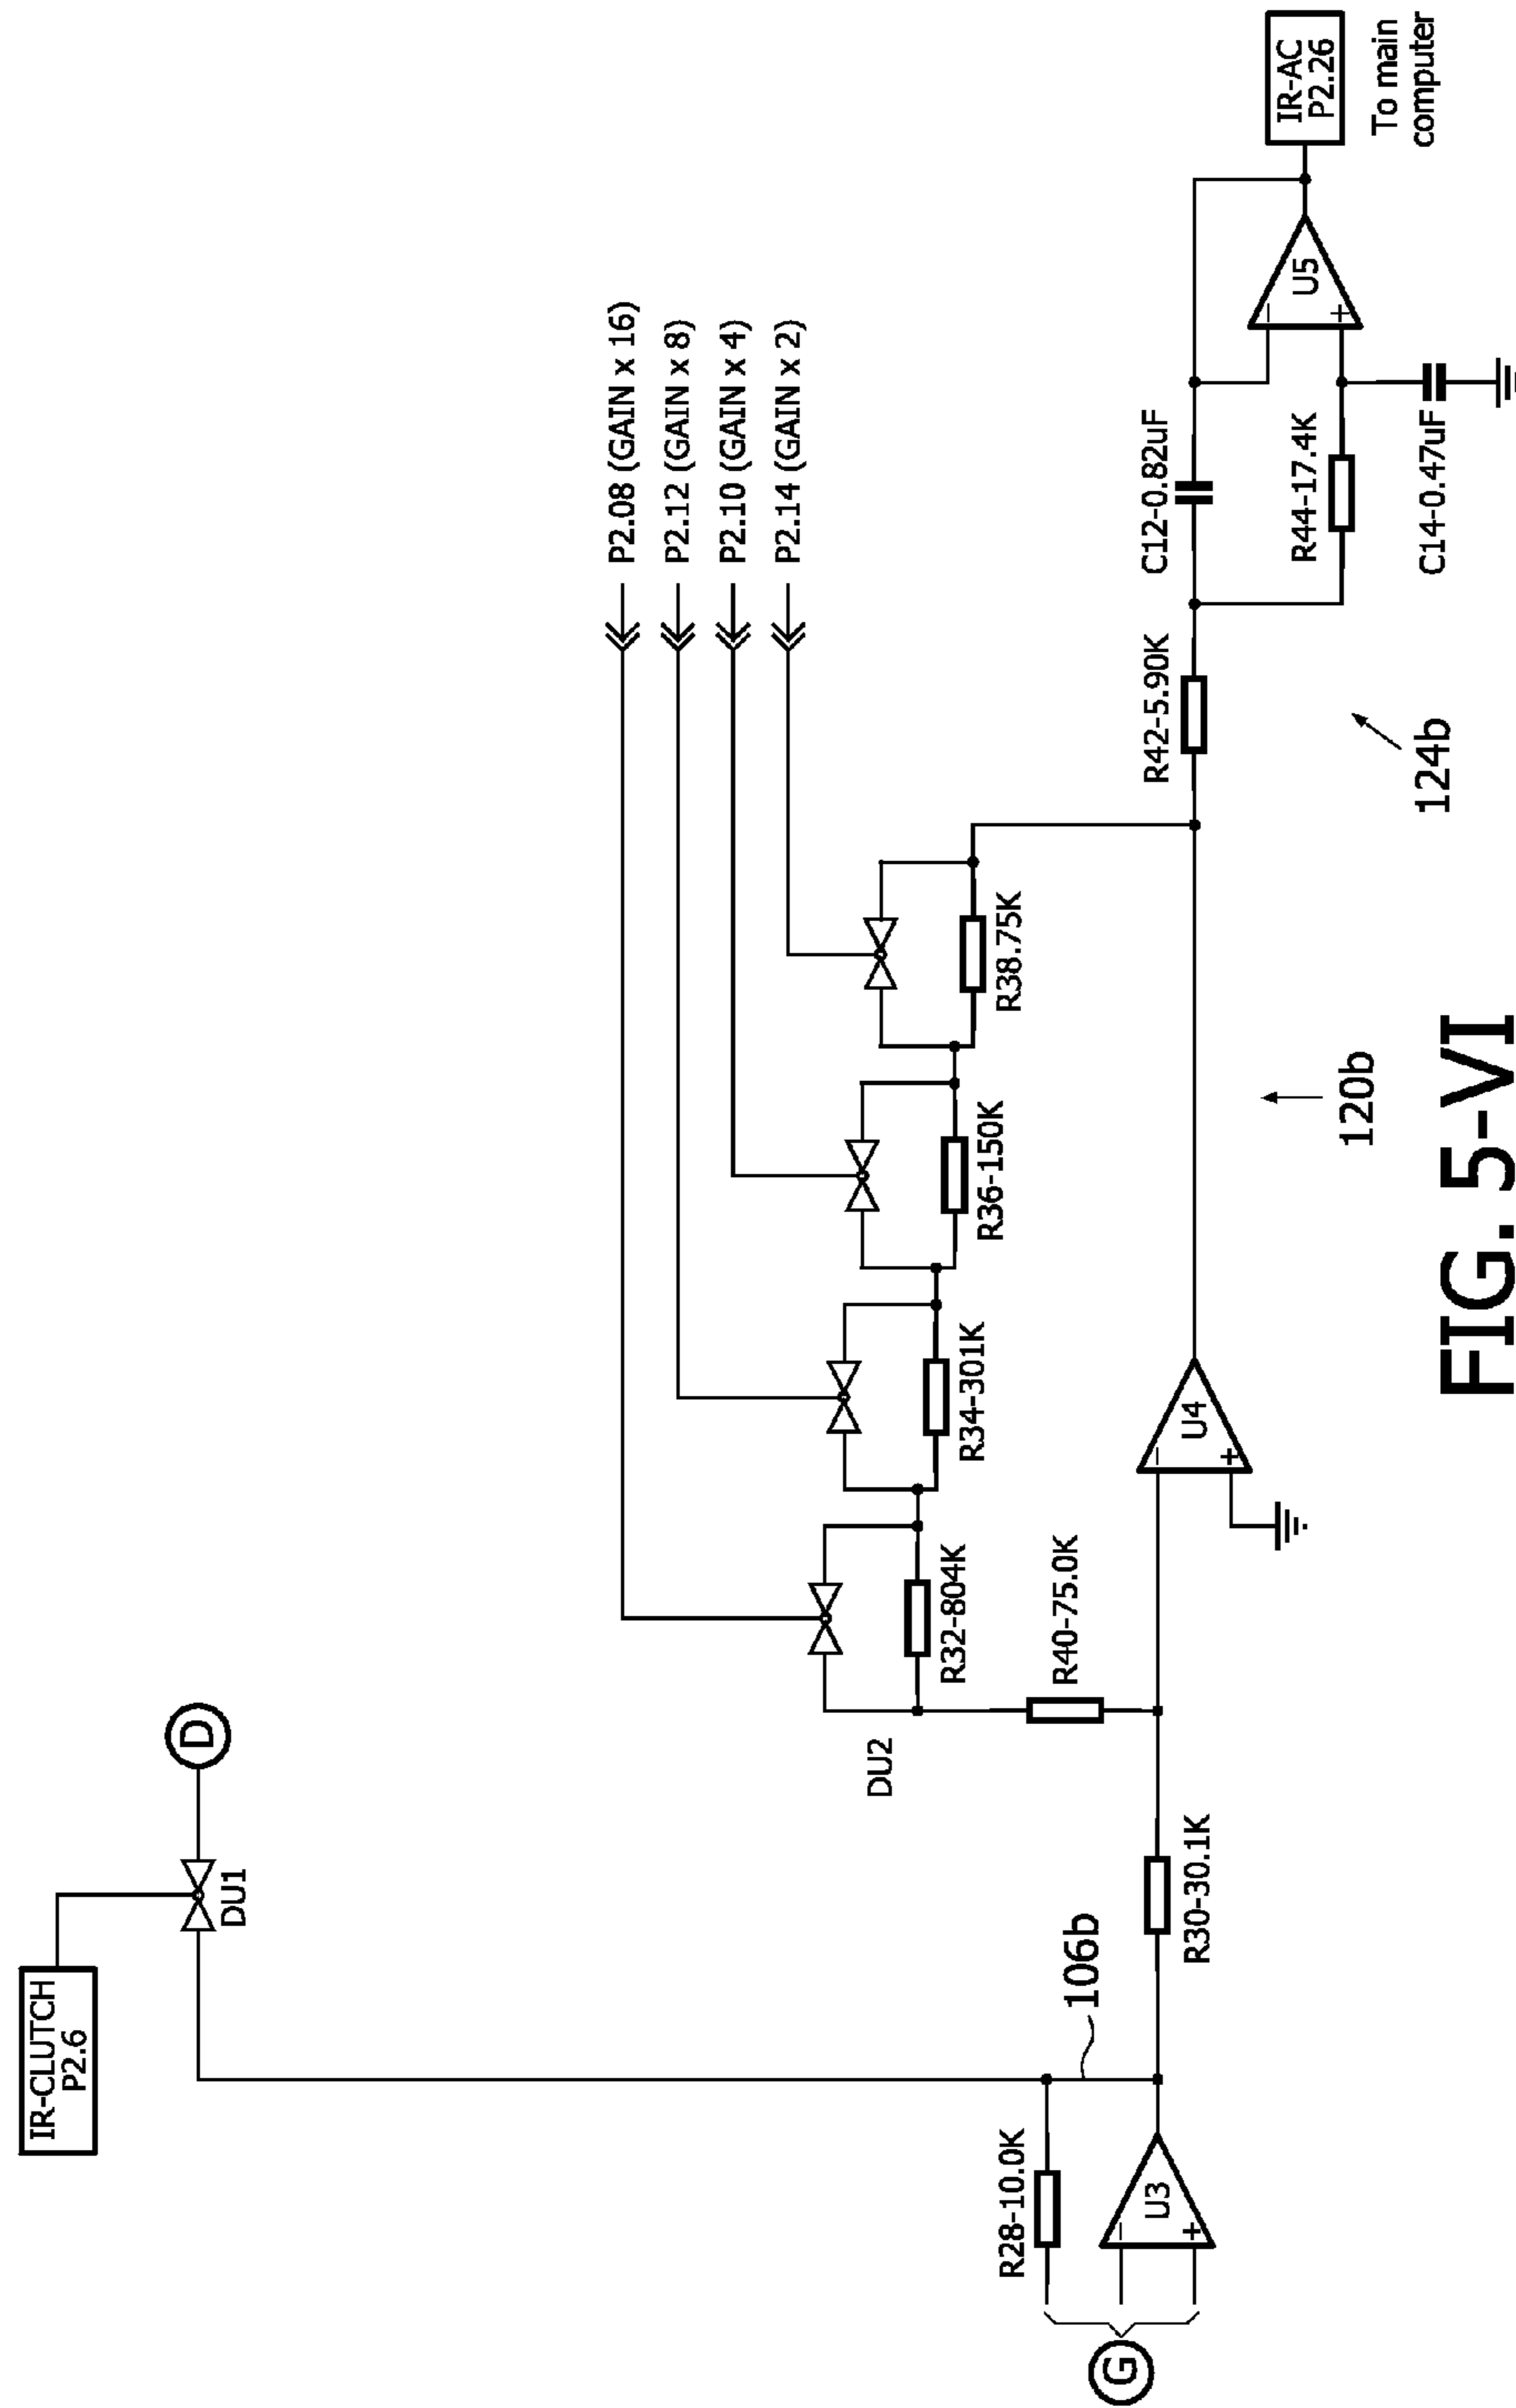 IR-CLUTCH
P2.6
DU1
D
P2.08 (GAIN x 16)
P2.12 (GAIN x 8)
P2.10 (GAIN x 4)
P2.14 (GAIN x 2)
DU2
R32-804K
R34-301K
R36-150K
R38.75K
R40-75.0K
G
R28-10.0K
U3
−
+
106b
R30-30.1K
U4
−
+
R42-5.90K
C12-0.82uF
R44-17.4K
C14-0.47uF
U5
−
+
IR-AC
P2.26
To main
computer
120b
124b
FIG. 5-VI